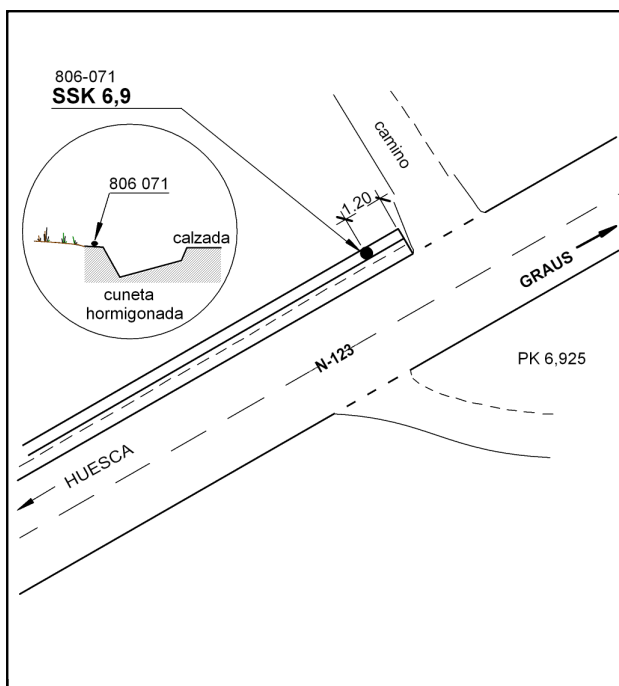 806-071
SSK 6,9
806 071
calzada
cuneta
hormigonada
camino
1.20
GRAUS
N-123
PK 6,925
HUESCA